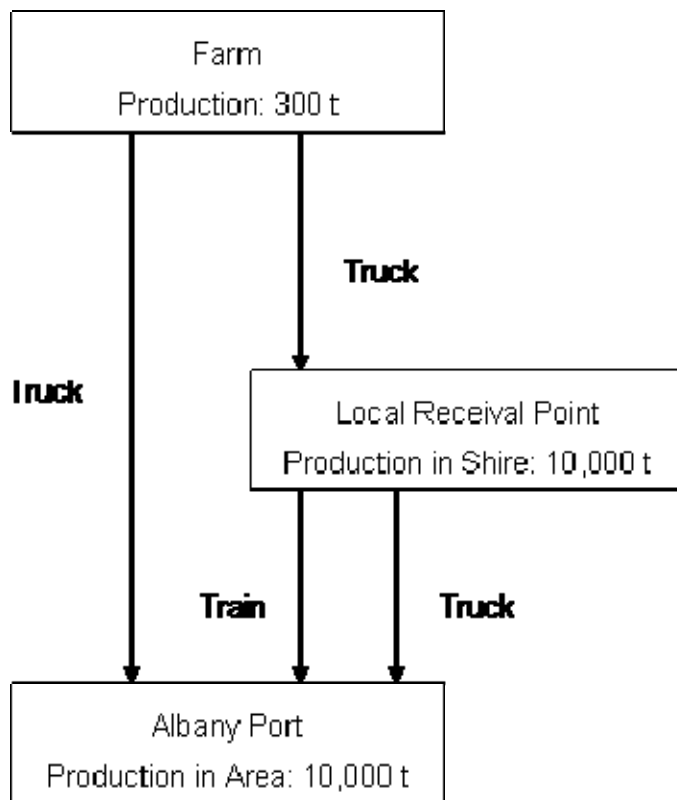 Farm
Production: 300 t
Truck
Truck
Local Receival Point
Production in Shire: 10,000 t
Train
Truck
Albany Port
Production in Area: 10,000 t